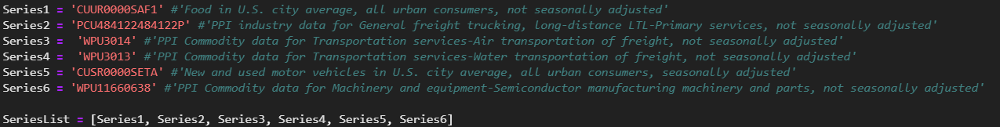 Series1 = 'CUUR0000SAF1' #'Food in U.S. city average, all urban consumers, not seasonally adjusted'
Series2 = 'PCU484122484122P' #'PPI industry data for General freight trucking, long-distance LTL-Primary services, not seasonally adjusted'
Series3 =  'WPU3014' #'PPI Commodity data for Transportation services-Air transportation of freight, not seasonally adjusted'
Series4 =  'WPU3013' #'PPI Commodity data for Transportation services-Water transportation of freight, not seasonally adjusted'
Series5 = 'CUSR0000SETA' #'New and used motor vehicles in U.S. city average, all urban consumers, seasonally adjusted'
Series6 = 'WPU11660638' #'PPI Commodity data for Machinery and equipment-Semiconductor manufacturing machinery and parts, not seasonally adjusted'
SeriesList = [Series1, Series2, Series3, Series4, Series5, Series6]